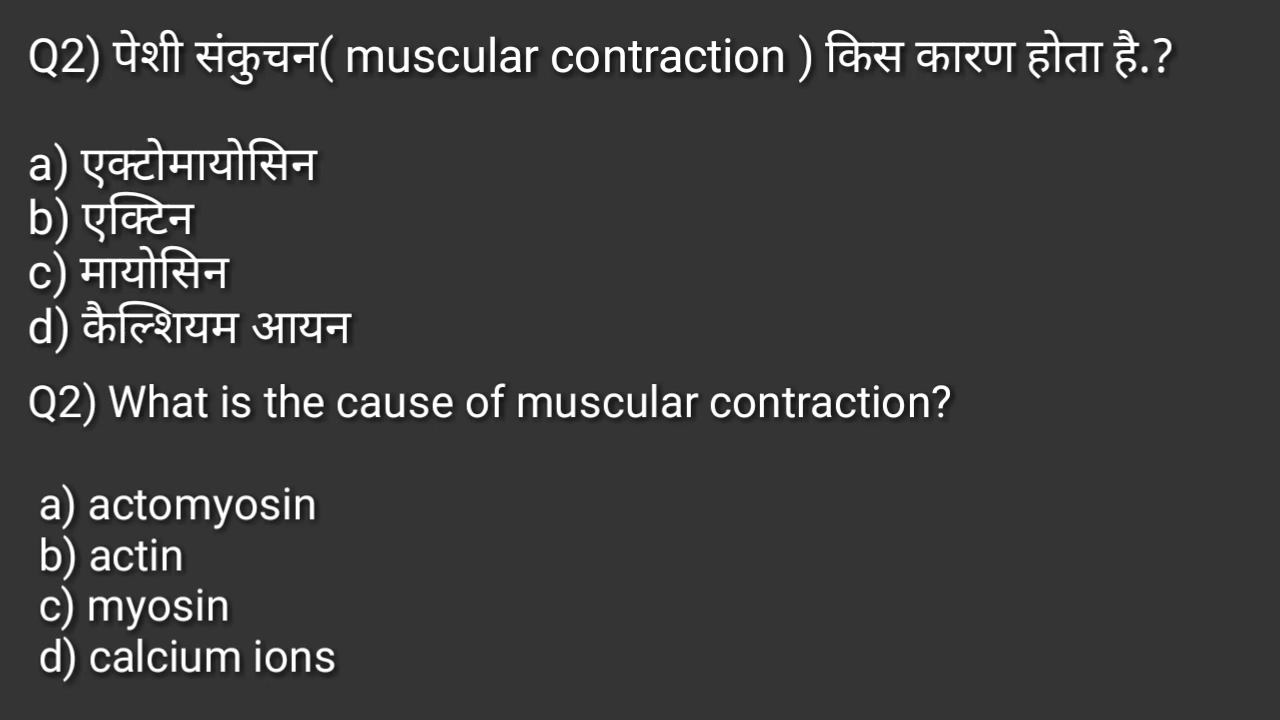 Q2) पेशी संकुचन( muscular contraction ) किस कारण होता है.?
a) एक्टोमायोसिन
b) एक्टिन
c) मायोसिन
d) कैल्शियम आयन
Q2) What is the cause of muscular contraction?
a) actomyosin
b) actin
c) myosin
d) calcium ions